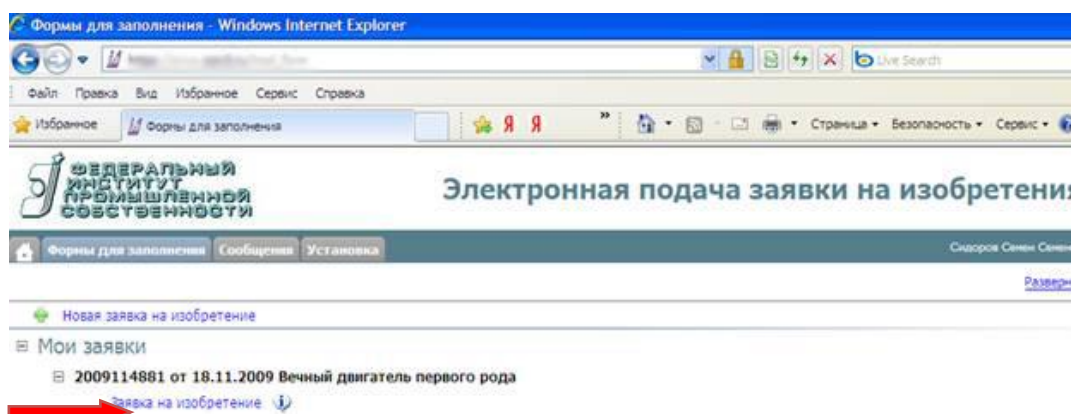 Формы для заполнения - Windows Internet Explorer
Live Search
Файл Правка Вид Избранное Сервис Справка
Избранное Формы для заполнения Я Я » Страница Безопасность Сервис
ФЕДЕРАЛЬНЫЙ
ИНСТИТУТ
ПРОМЫШЛЕННОЙ
СОБСТВЕННОСТИ
Электронная подача заявки на изобретения
Формы для заполнения Сообщения Установка Сидоров Семен Семен
Разверн
Новая заявка на изобретение
Мои заявки
2009114881 от 18.11.2009 Вечный двигатель первого рода
Заявка на изобретение